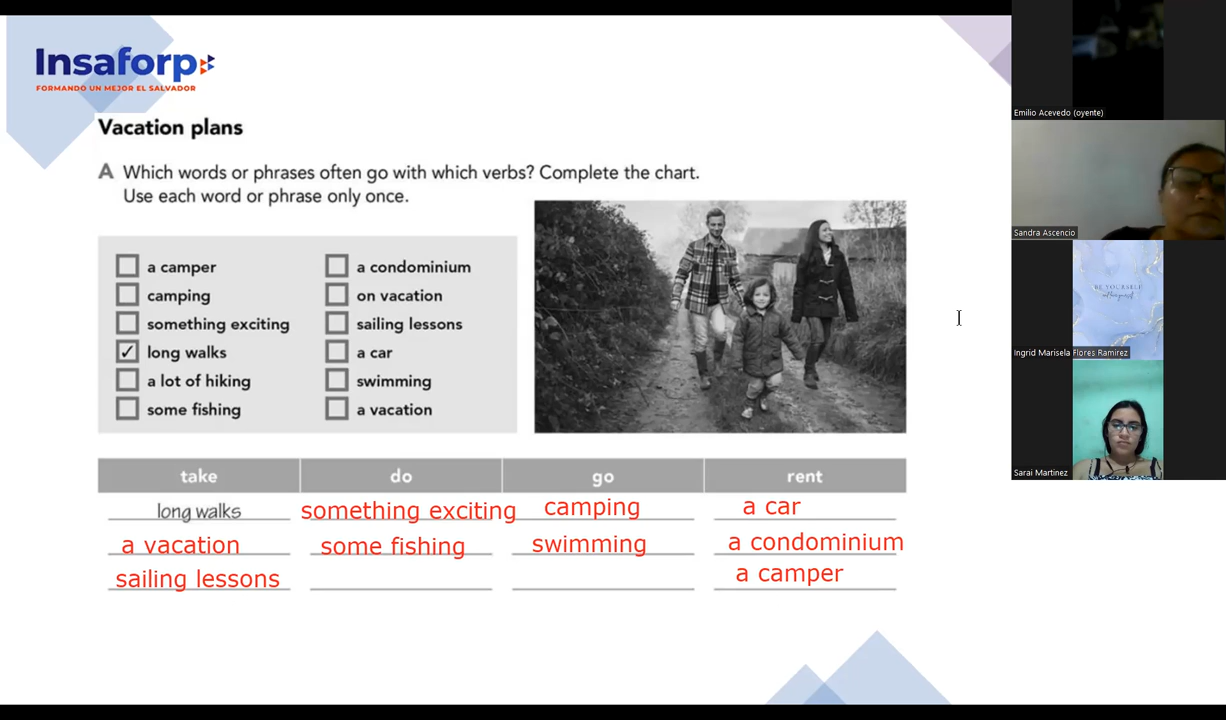 Insaforp
FORMANDO UN MEJOR EL SALVADOR
Vacation plans
A Which words or phrases often go with which verbs? Complete the chart.
Use each word or phrase only once.
a camper
camping
something exciting
✓ long walks
a lot of hiking
some fishing
a condominium
on vacation
sailing lessons
a car
swimming
a vacation
take do go rent
long walks something exciting camping a car
a vacation some fishing swimming a condominium
sailing lessons a camper
Emilio Acevedo (oyente)
Sandra Ascencio
BE YOURSELF
Ingrid Marisela Flores Ramirez
Sarai Martinez